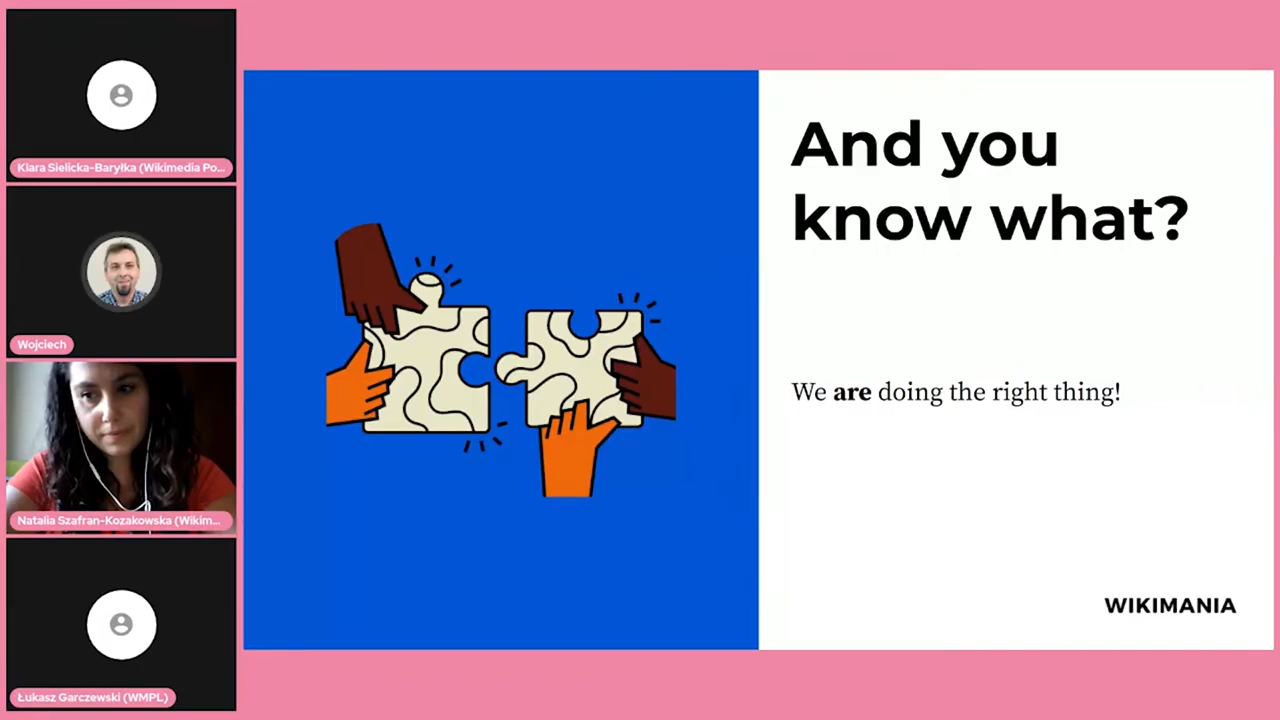 Klara Sielicka-Baryłka (Wikimedia Po...
Wojciech
Natalia Szafran-Kozakowska (Wikim...
Łukasz Garczewski (WMPL)
And you
know what?
We are doing the right thing!
WIKIMANIA